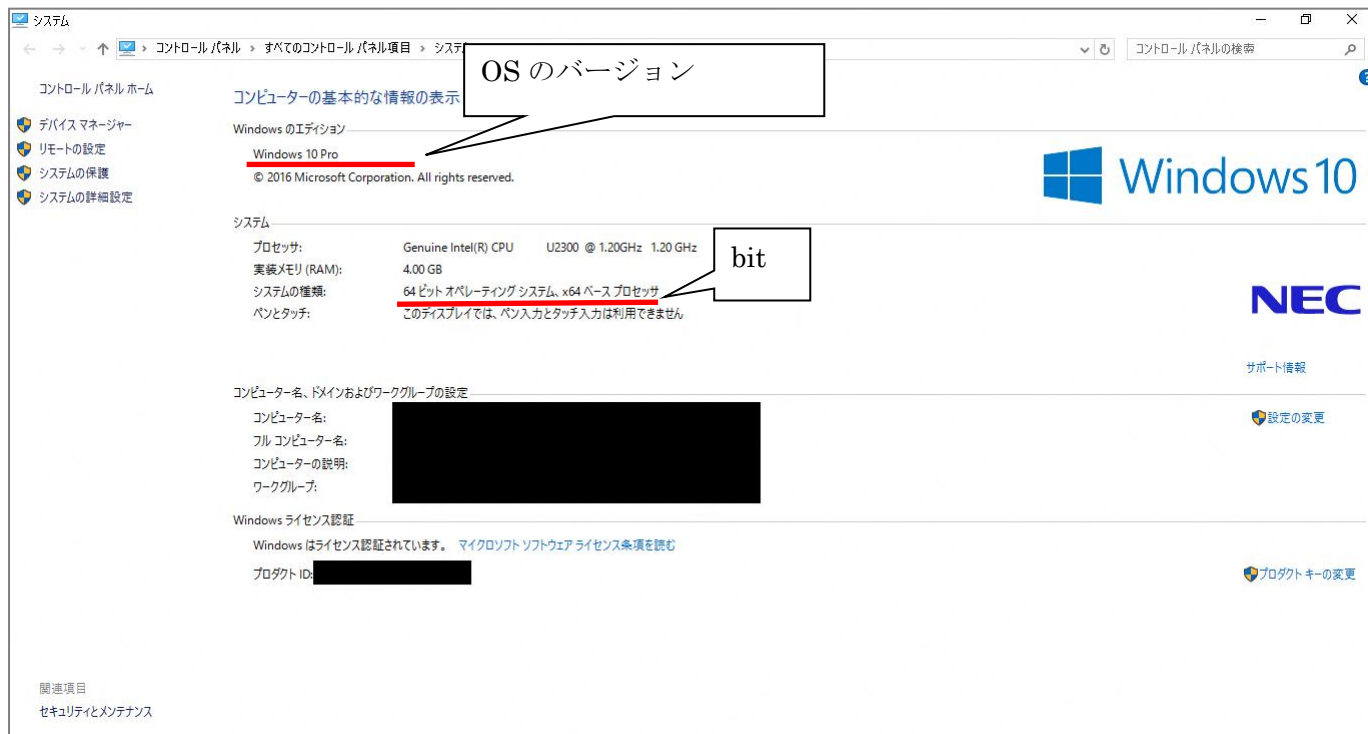 システム
コントロール パネル › すべてのコントロール パネル項目 › システム
コントロール パネルの検索
OS のバージョン
コントロール パネル ホーム
デバイス マネージャー
リモートの設定
システムの保護
システムの詳細設定
コンピューターの基本的な情報の表示
Windows のエディション
Windows 10 Pro
© 2016 Microsoft Corporation. All rights reserved.
Windows 10
システム
プロセッサ: Genuine Intel(R) CPU U2300 @ 1.20GHz 1.20 GHz
実装メモリ (RAM): 4.00 GB
システムの種類: 64 ビット オペレーティング システム、x64 ベース プロセッサ
ペンとタッチ: このディスプレイでは、ペン入力とタッチ入力は利用できません
bit
NEC
サポート情報
コンピューター名、ドメインおよびワークグループの設定
コンピューター名:
フル コンピューター名:
コンピューターの説明:
ワークグループ:
設定の変更
Windows ライセンス認証
Windows はライセンス認証されています。 マイクロソフト ソフトウェア ライセンス条項を読む
プロダクト ID:
プロダクト キーの変更
関連項目
セキュリティとメンテナンス